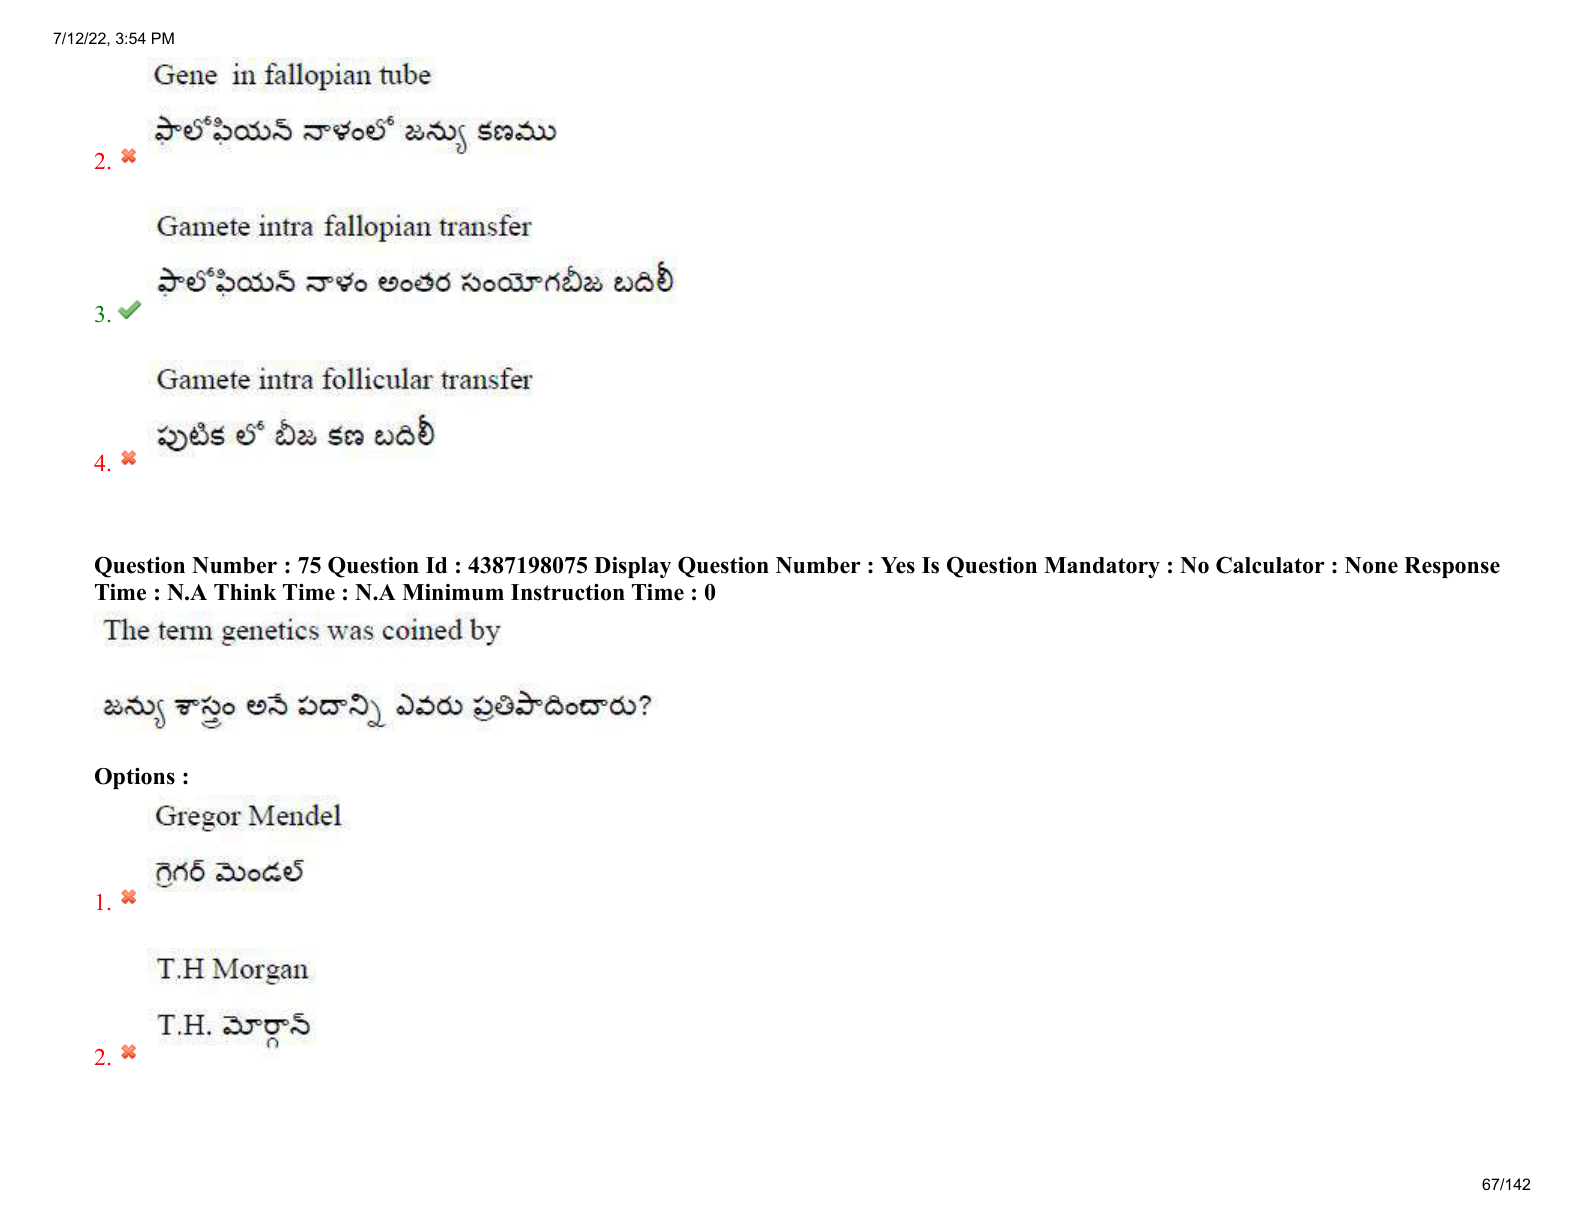 7/12/22, 3:54 PM
Gene in fallopian tube
ఫాలోఫియన్ నాళంలో జన్యు కణము
2.
Gamete intra fallopian transfer
ఫాలోఫియన్ నాళం అంతర సంయోగబీజ బదిలీ
3.
Gamete intra follicular transfer
పుటిక లో బీజ కణ బదిలీ
4.
Question Number : 75 Question Id : 4387198075 Display Question Number : Yes Is Question Mandatory : No Calculator : None Response
Time : N.A Think Time : N.A Minimum Instruction Time : 0
The term genetics was coined by
జన్యు శాస్త్రం అనే పదాన్ని ఎవరు ప్రతిపాదించారు?
Options :
Gregor Mendel
గ్రెగర్ మెండల్
1.
T.H Morgan
T.H. మోర్గాన్
2.
67/142